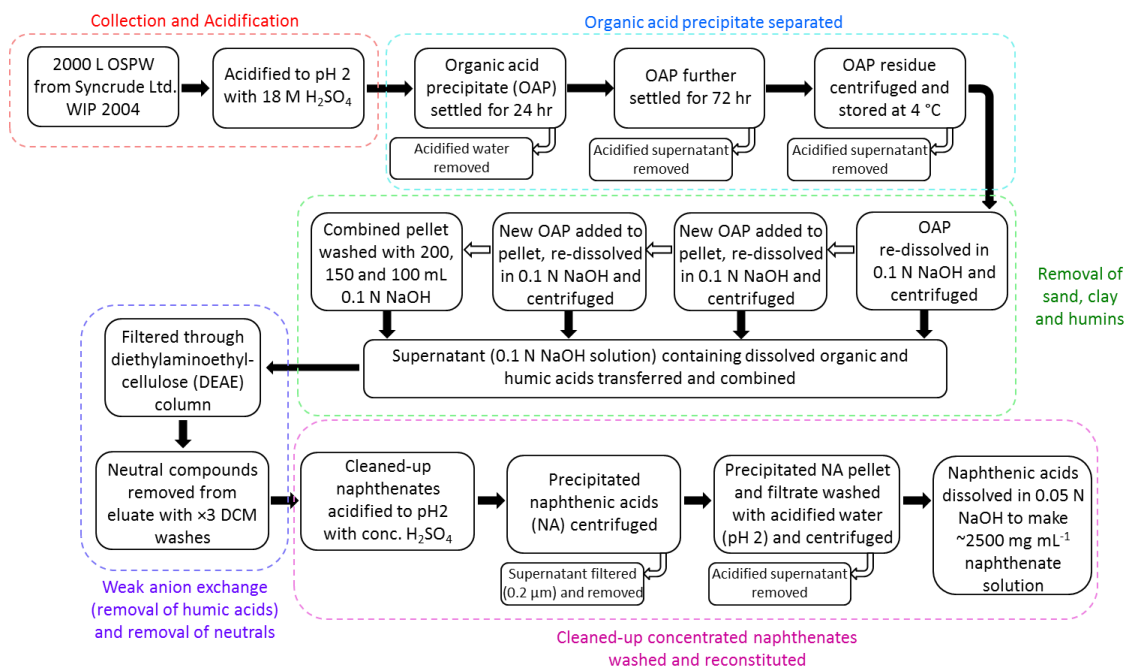 Collection and Acidification
2000 L OSPW
from Syncrude Ltd.
WIP 2004
Acidified to pH 2
with 18 M H₂SO₄
Organic acid precipitate separated
Organic acid
precipitate (OAP)
settled for 24 hr
Acidified water
removed
OAP further
settled for 72 hr
Acidified supernatant
removed
OAP residue
centrifuged and
stored at 4 °C
Acidified supernatant
removed
OAP
re-dissolved in
0.1 N NaOH and
centrifuged
New OAP added to
pellet, re-dissolved
in 0.1 N NaOH and
centrifuged
New OAP added to
pellet, re-dissolved
in 0.1 N NaOH and
centrifuged
Combined pellet
washed with 200,
150 and 100 mL
0.1 N NaOH
Removal of
sand, clay
and humins
Supernatant (0.1 N NaOH solution) containing dissolved organic and
humic acids transferred and combined
Filtered through
diethylaminoethyl-
cellulose (DEAE)
column
Neutral compounds
removed from
eluate with ×3 DCM
washes
Weak anion exchange
(removal of humic acids)
and removal of neutrals
Cleaned-up
naphthenates
acidified to pH2
with conc. H₂SO₄
Precipitated
naphthenic acids
(NA) centrifuged
Supernatant filtered
(0.2 µm) and removed
Precipitated NA pellet
and filtrate washed
with acidified water
(pH 2) and centrifuged
Acidified supernatant
removed
Naphthenic acids
dissolved in 0.05 N
NaOH to make
~2500 mg mL⁻¹
naphthenate
solution
Cleaned-up concentrated naphthenates
washed and reconstituted